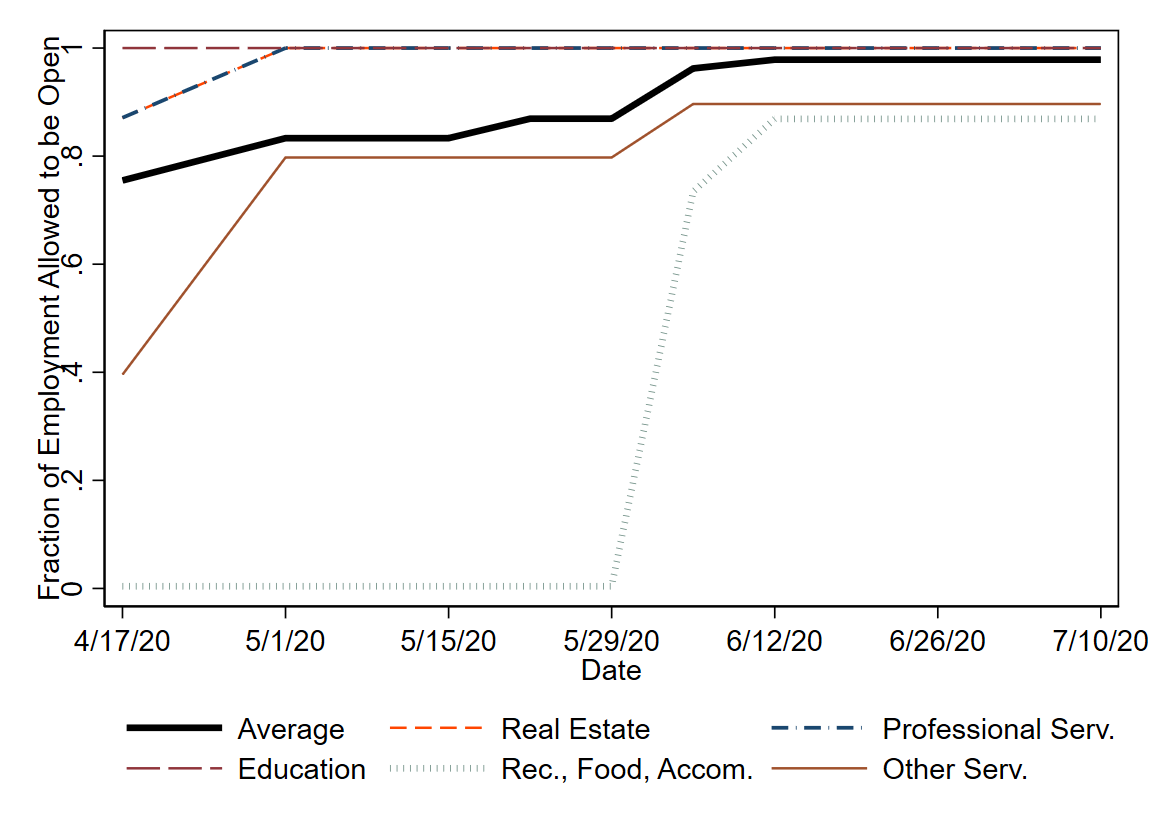 Fraction of Employment Allowed to be Open
1
.8
.6
.4
.2
0
4/17/20 5/1/20 5/15/20 5/29/20 6/12/20 6/26/20 7/10/20
Date
Average Real Estate Professional Serv.
Education Rec., Food, Accom. Other Serv.